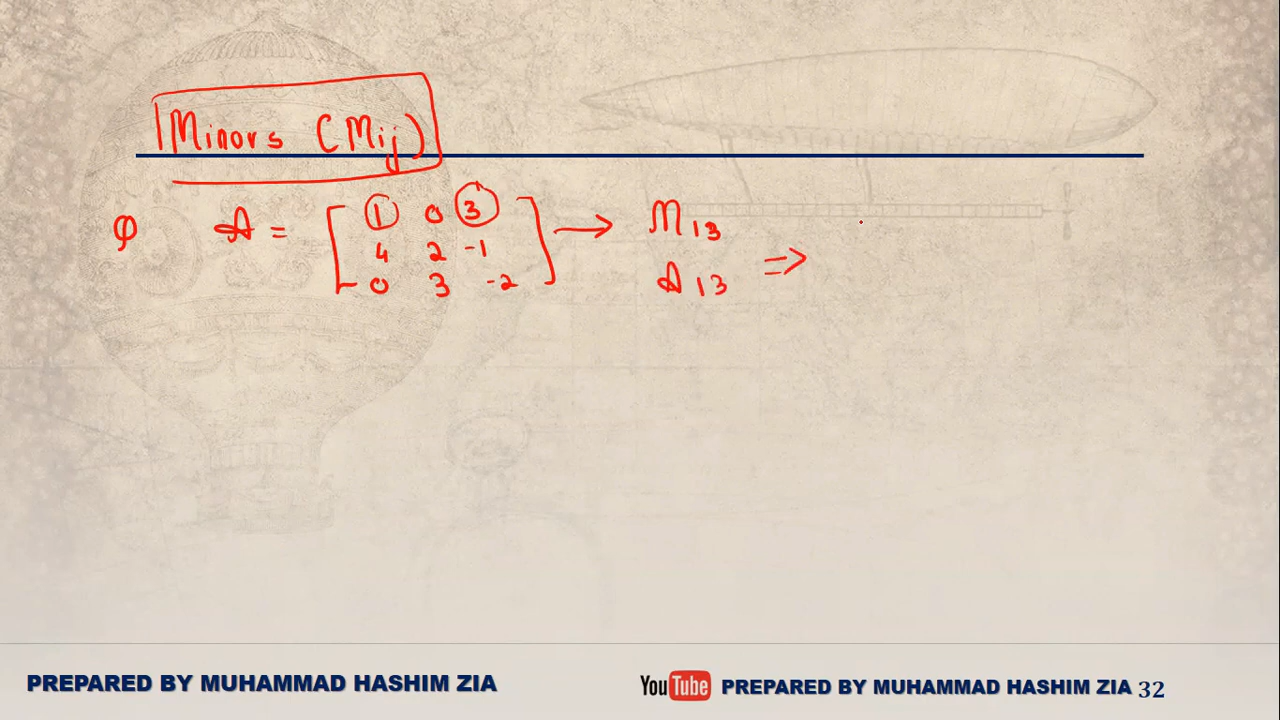 Minors (Mij)
Q A = [ 1 0 3 → M13
4 2 -1
0 3 -2 ] A13 ⇒
PREPARED BY MUHAMMAD HASHIM ZIA
YouTube PREPARED BY MUHAMMAD HASHIM ZIA 32